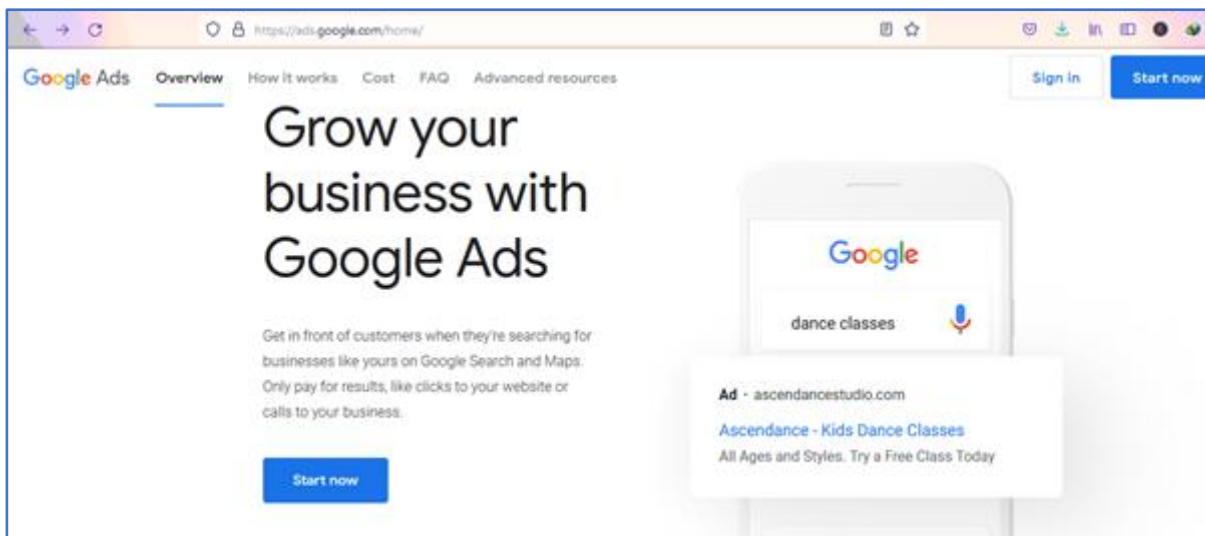 https://ads.google.com/home/
Google Ads Overview How it works Cost FAQ Advanced resources Sign in Start now
Grow your
business with
Google Ads
Get in front of customers when they're searching for
businesses like yours on Google Search and Maps.
Only pay for results, like clicks to your website or
calls to your business.
Start now
Google
dance classes
Ad - ascendancestudio.com
Ascendance - Kids Dance Classes
All Ages and Styles. Try a Free Class Today